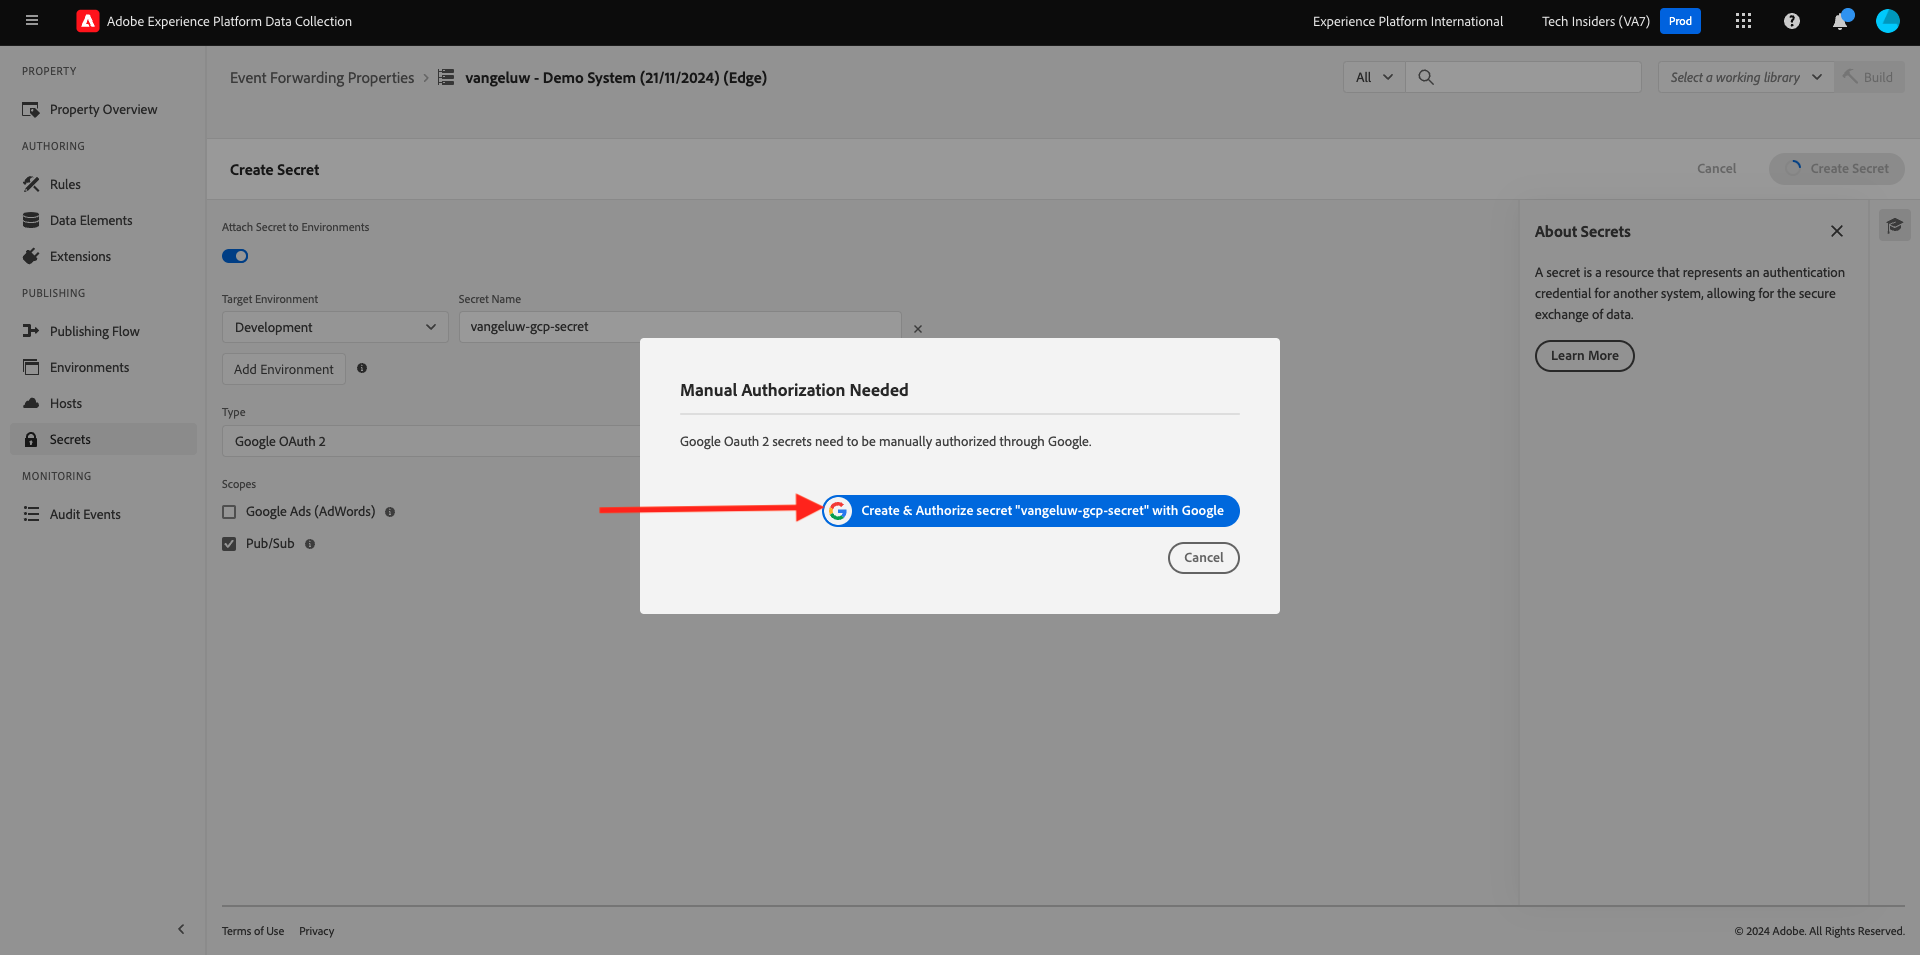 Adobe Experience Platform Data Collection
Experience Platform International
Tech Insiders (VA7)
Prod
PROPERTY
Property Overview
AUTHORING
Rules
Data Elements
Extensions
PUBLISHING
Publishing Flow
Environments
Hosts
Secrets
MONITORING
Audit Events
Event Forwarding Properties
vangeluw - Demo System (21/11/2024) (Edge)
All
Select a working library
Build
Create Secret
Cancel
Create Secret
Attach Secret to Environments
Target Environment
Secret Name
Development
vangeluw-gcp-secret
Add Environment
Type
Google OAuth 2
Scopes
Google Ads (AdWords)
Pub/Sub
Manual Authorization Needed
Google Oauth 2 secrets need to be manually authorized through Google.
Create & Authorize secret "vangeluw-gcp-secret" with Google
Cancel
About Secrets
A secret is a resource that represents an authentication
credential for another system, allowing for the secure
exchange of data.
Learn More
Terms of Use
Privacy
© 2024 Adobe. All Rights Reserved.